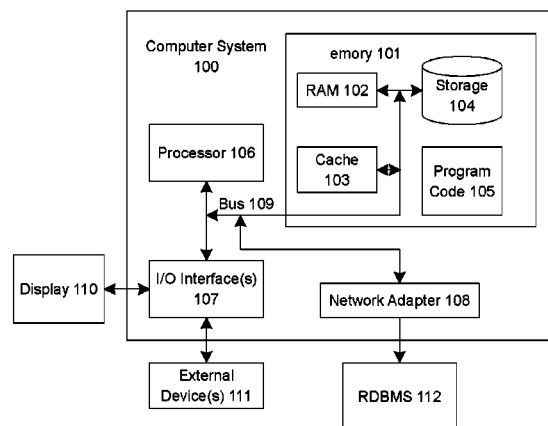 Computer System
100
emory 101
RAM 102
Storage
104
Processor 106
Cache
103
Program
Code 105
Bus 109
Display 110
I/O Interface(s)
107
Network Adapter 108
External
Device(s) 111
RDBMS 112